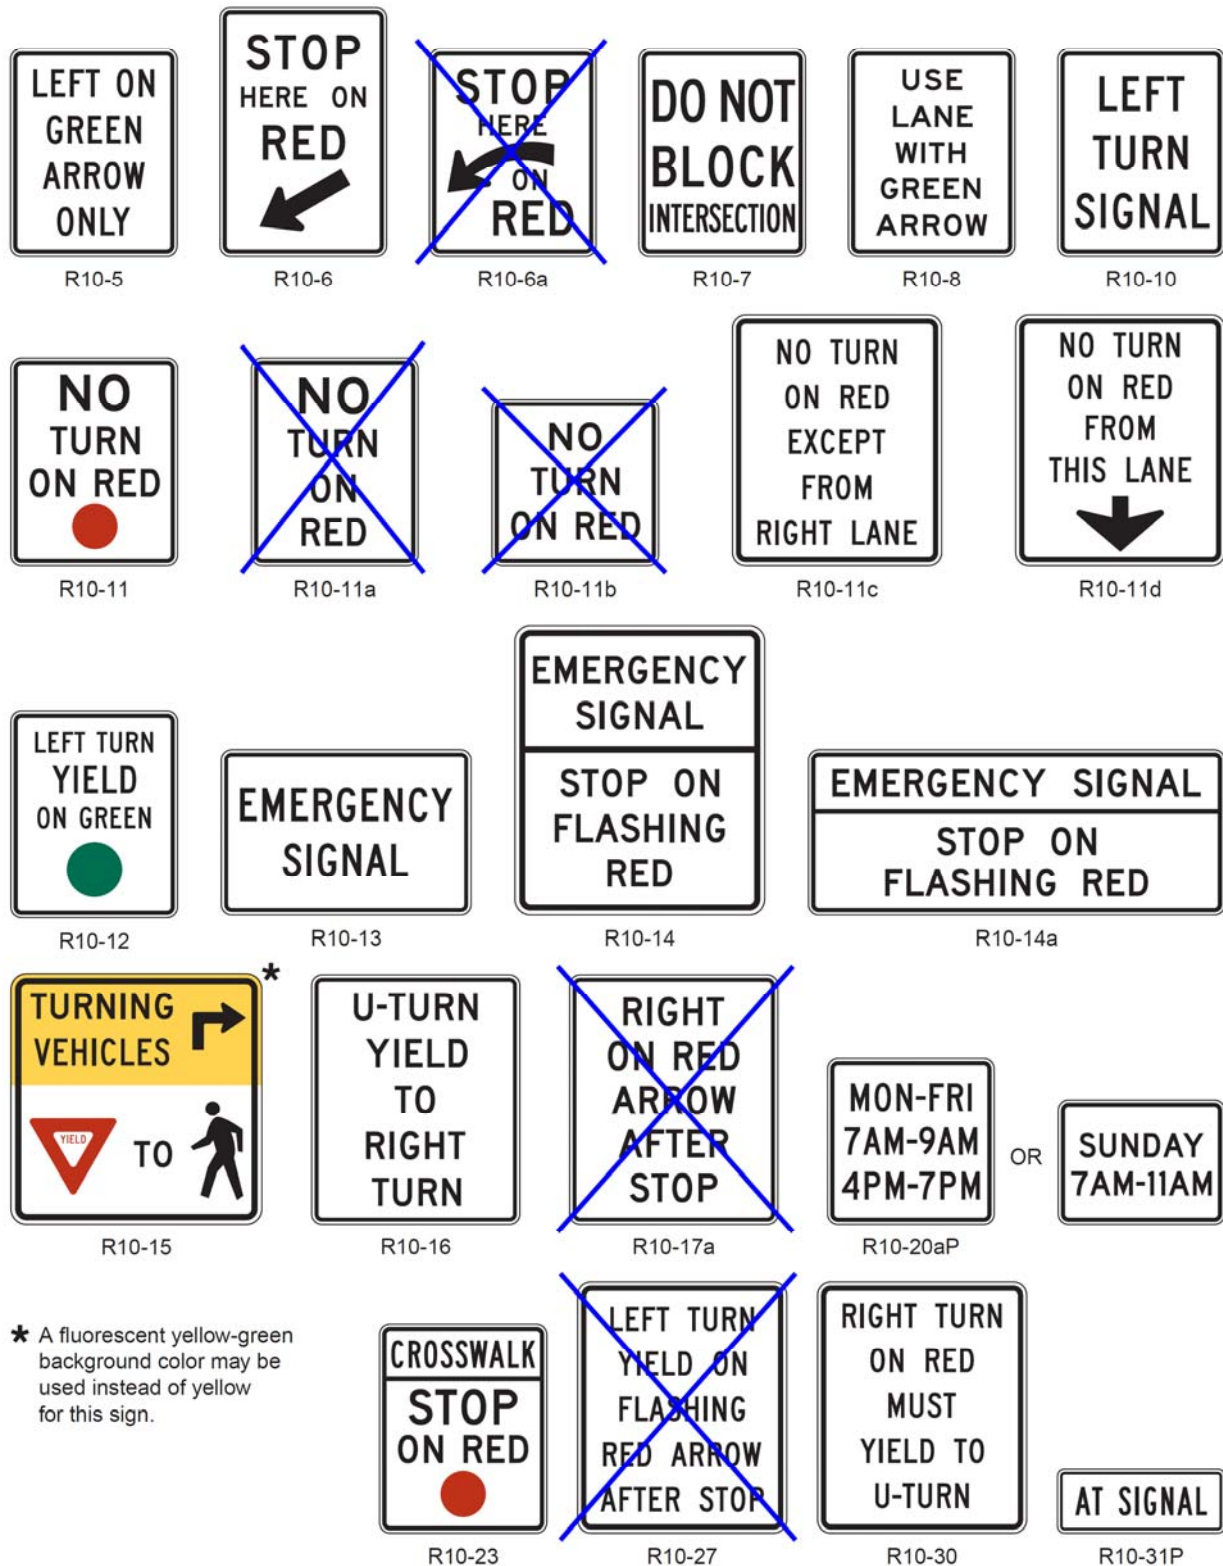 LEFT ON
GREEN
ARROW
ONLY
R10-5
STOP
HERE ON
RED
R10-6
STOP
HERE
ON
RED
R10-6a
DO NOT
BLOCK
INTERSECTION
R10-7
USE
LANE
WITH
GREEN
ARROW
R10-8
LEFT
TURN
SIGNAL
R10-10
NO
TURN
ON RED
R10-11
NO
TURN
ON
RED
R10-11a
NO
TURN
ON RED
R10-11b
NO TURN
ON RED
EXCEPT
FROM
RIGHT LANE
R10-11c
NO TURN
ON RED
FROM
THIS LANE
R10-11d
LEFT TURN
YIELD
ON GREEN
R10-12
EMERGENCY
SIGNAL
R10-13
EMERGENCY
SIGNAL
STOP ON
FLASHING
RED
R10-14
EMERGENCY SIGNAL
STOP ON
FLASHING RED
R10-14a
TURNING
VEHICLES
YIELD
TO
*
R10-15
U-TURN
YIELD
TO
RIGHT
TURN
R10-16
RIGHT
ON RED
ARROW
AFTER
STOP
R10-17a
MON-FRI
7AM-9AM
4PM-7PM
R10-20aP
OR
SUNDAY
7AM-11AM
* A fluorescent yellow-green
background color may be
used instead of yellow
for this sign.
CROSSWALK
STOP
ON RED
R10-23
LEFT TURN
YIELD ON
FLASHING
RED ARROW
AFTER STOP
R10-27
RIGHT TURN
ON RED
MUST
YIELD TO
U-TURN
R10-30
AT SIGNAL
R10-31P